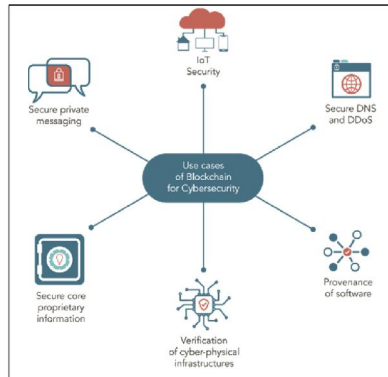 IoT
Security
Secure private
messaging
Secure DNS
and DDoS
Use cases
of Blockchain
for Cybersecurity
Secure core
proprietary
information
Provenance
of software
Verification
of cyber-physical
infrastructures